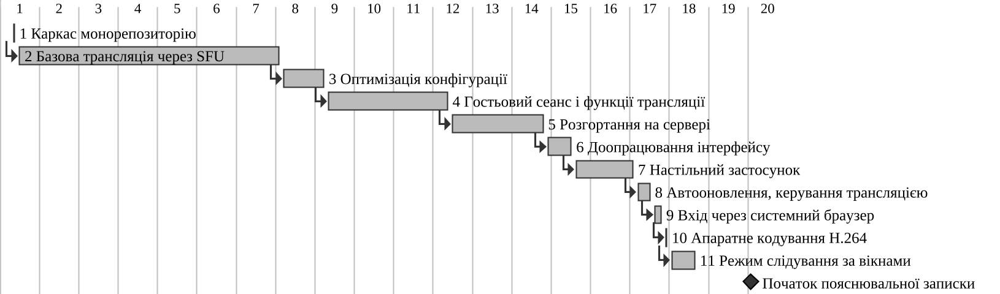 1 2 3 4 5 6 7 8 9 10 11 12 13 14 15 16 17 18 19 20
1 Каркас монорепозиторію
2 Базова трансляція через SFU
3 Оптимізація конфігурації
4 Гостьовий сеанс і функції трансляції
5 Розгортання на сервері
6 Доопрацювання інтерфейсу
7 Настільний застосунок
8 Автооновлення, керування трансляцією
9 Вхід через системний браузер
10 Апаратне кодування H.264
11 Режим слідування за вікнами
Початок пояснювальної записки